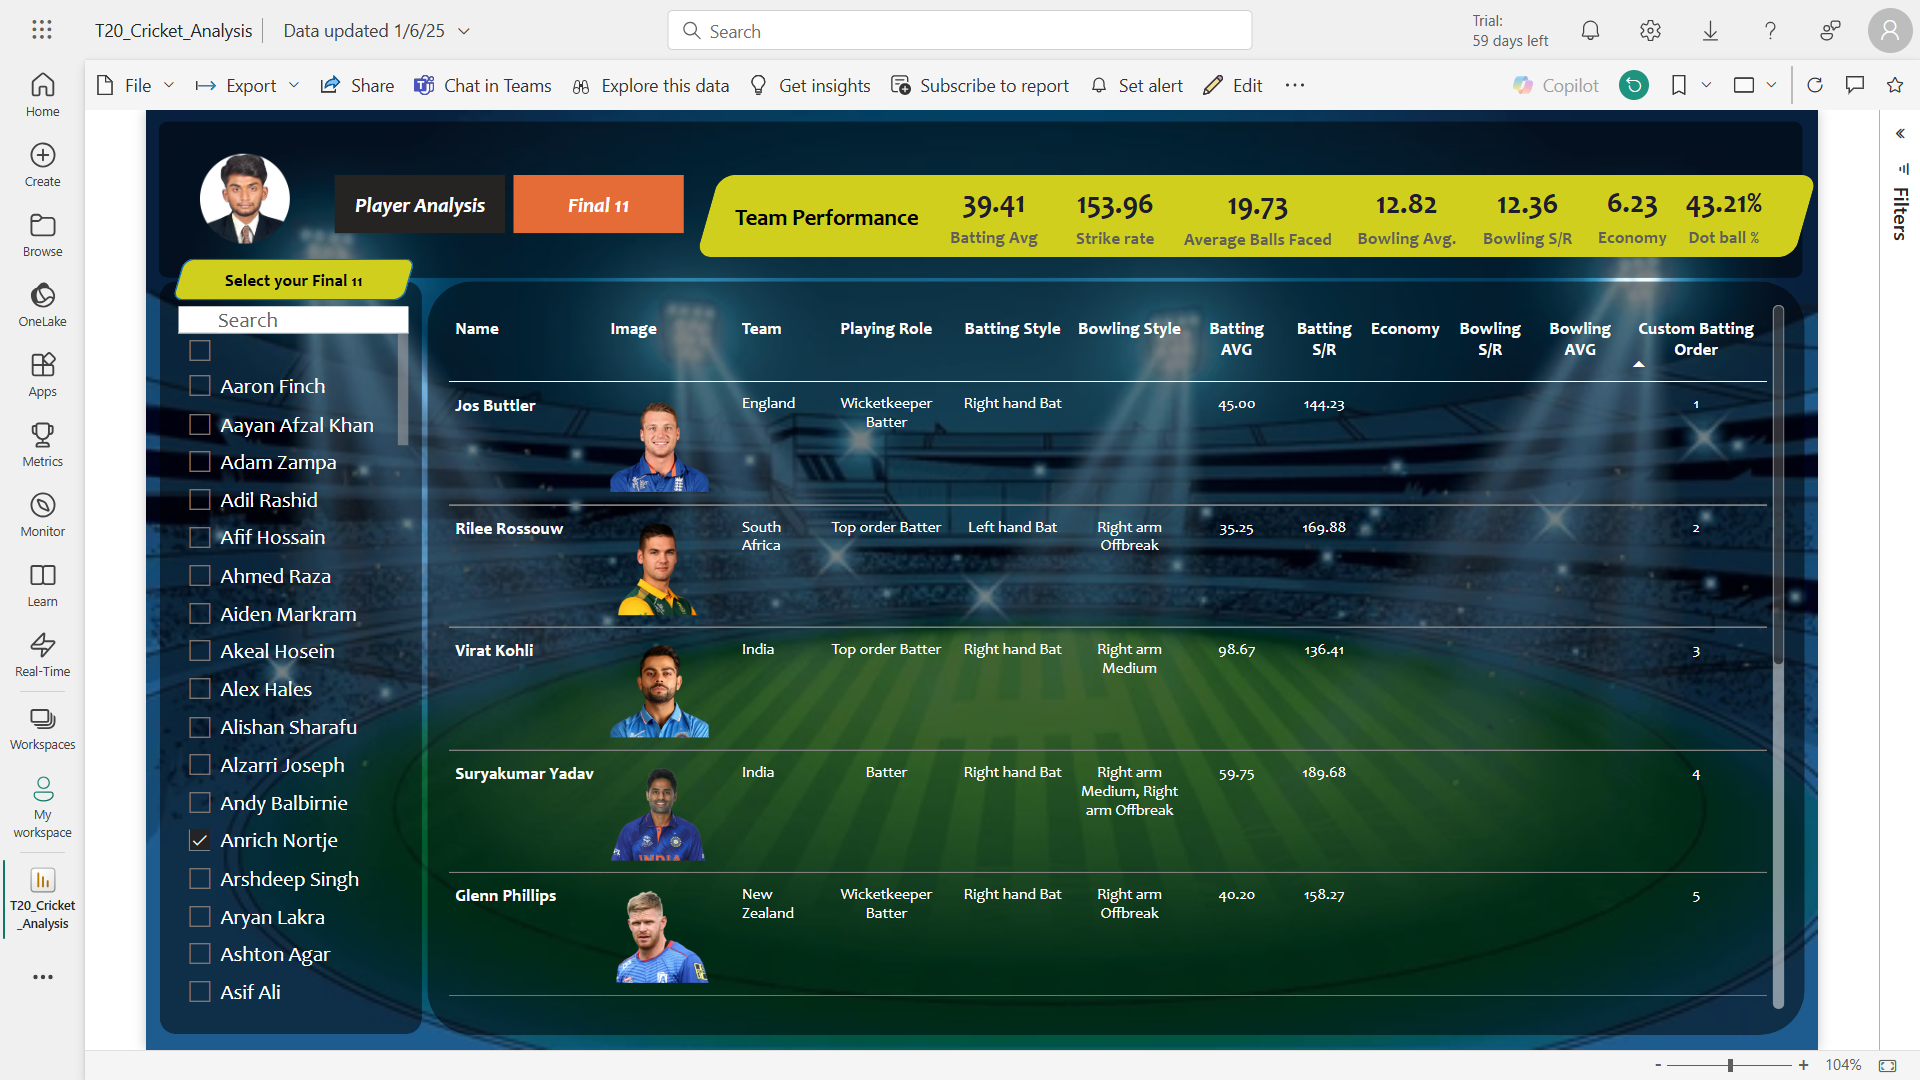 T20_Cricket_Analysis
Data updated 1/6/25
Search
Trial:
59 days left
File
Export
Share
Chat in Teams
Explore this data
Get insights
Subscribe to report
Set alert
Edit
Copilot
Home
Create
Browse
OneLake
Apps
Metrics
Monitor
Learn
Real-Time
Workspaces
My
workspace
T20_Cricket
_Analysis
Player Analysis
Final 11
Team Performance
39.41
Batting Avg
153.96
Strike rate
19.73
Average Balls Faced
12.82
Bowling Avg.
12.36
Bowling S/R
6.23
Economy
43.21%
Dot ball %
Filters
Select your Final 11
Search
Aaron Finch
Aayan Afzal Khan
Adam Zampa
Adil Rashid
Afif Hossain
Ahmed Raza
Aiden Markram
Akeal Hosein
Alex Hales
Alishan Sharafu
Alzarri Joseph
Andy Balbirnie
Anrich Nortje
Arshdeep Singh
Aryan Lakra
Ashton Agar
Asif Ali
Name Image Team Playing Role Batting Style Bowling Style Batting AVG Batting S/R Economy Bowling S/R Bowling AVG Custom Batting Order
Jos Buttler England Wicketkeeper Batter Right hand Bat 45.00 144.23 1
Rilee Rossouw South Africa Top order Batter Left hand Bat Right arm Offbreak 35.25 169.88 2
Virat Kohli India Top order Batter Right hand Bat Right arm Medium 98.67 136.41 3
Suryakumar Yadav India Batter Right hand Bat Right arm Medium, Right arm Offbreak 59.75 189.68 4
INDIA
Glenn Phillips New Zealand Wicketkeeper Batter Right hand Bat Right arm Offbreak 40.20 158.27 5
- + 104%